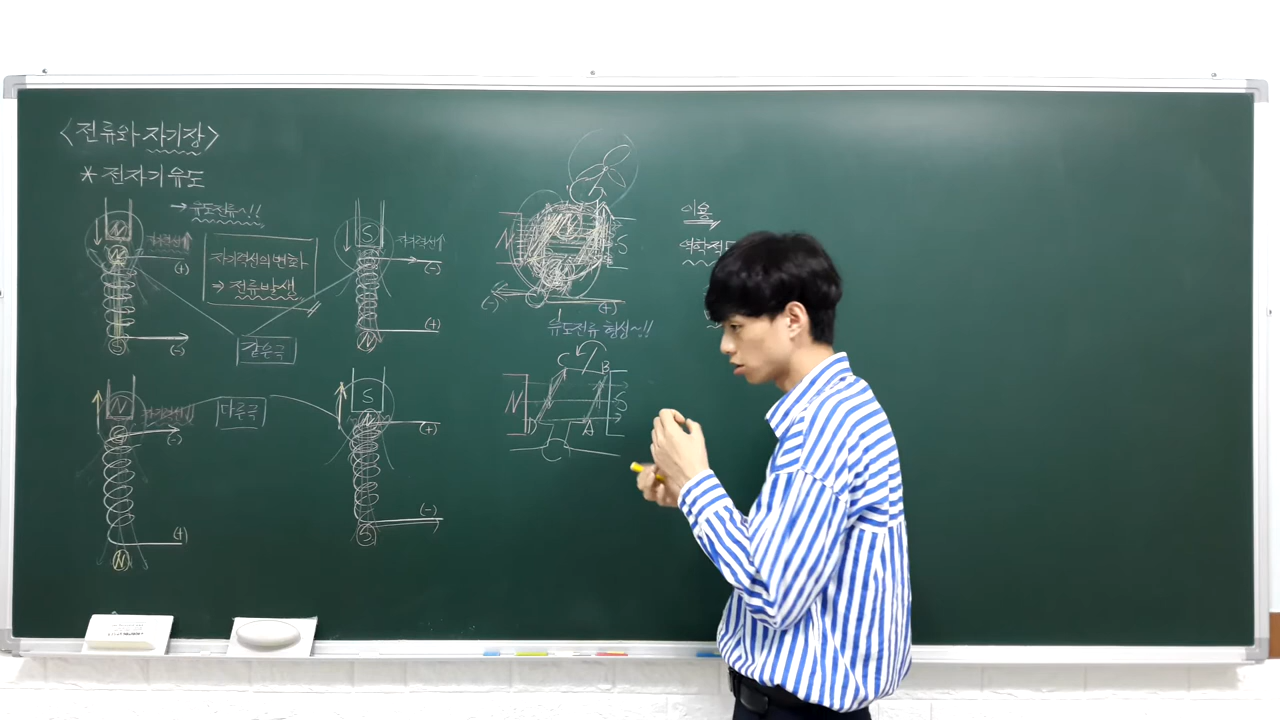 <전류와 자기장>
*전자기유도
→ 유도전류~!!
N
N
자기력선↑
(+)
S
(-)
자기력선의 변화
⇒ 전류발생
S
자기력선↑
(-)
(+)
N
같은극
N
자기력선↓
S
(-)
(+)
N
다른극
S
N
(+)
(-)
S
N
N
S
(-)
(+)
유도전류 형성~!!
C
B
N
S
D
A
이용
역학적